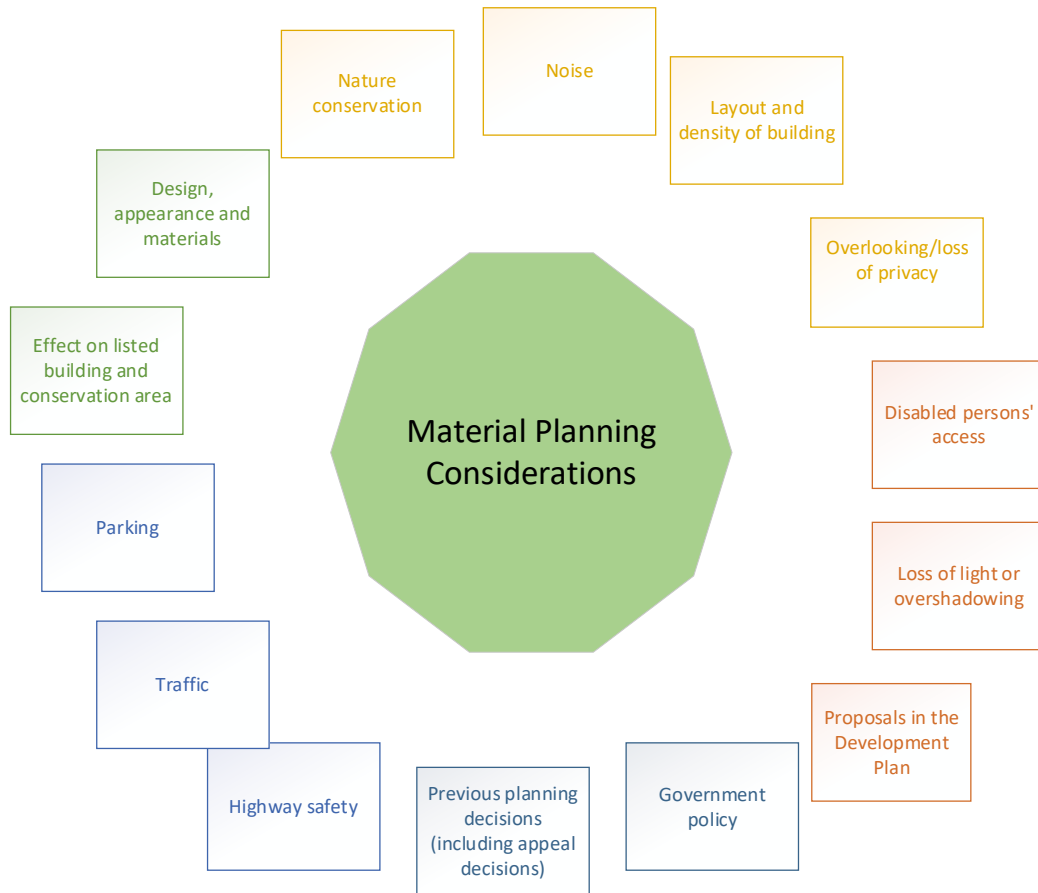 Noise
Nature
conservation
Layout and
density of building
Design,
appearance and
materials
Overlooking/loss
of privacy
Effect on listed
building and
conservation area
Disabled persons'
access
Material Planning
Considerations
Parking
Loss of light or
overshadowing
Traffic
Proposals in the
Development
Plan
Highway safety
Previous planning
decisions
(including appeal
decisions)
Government
policy